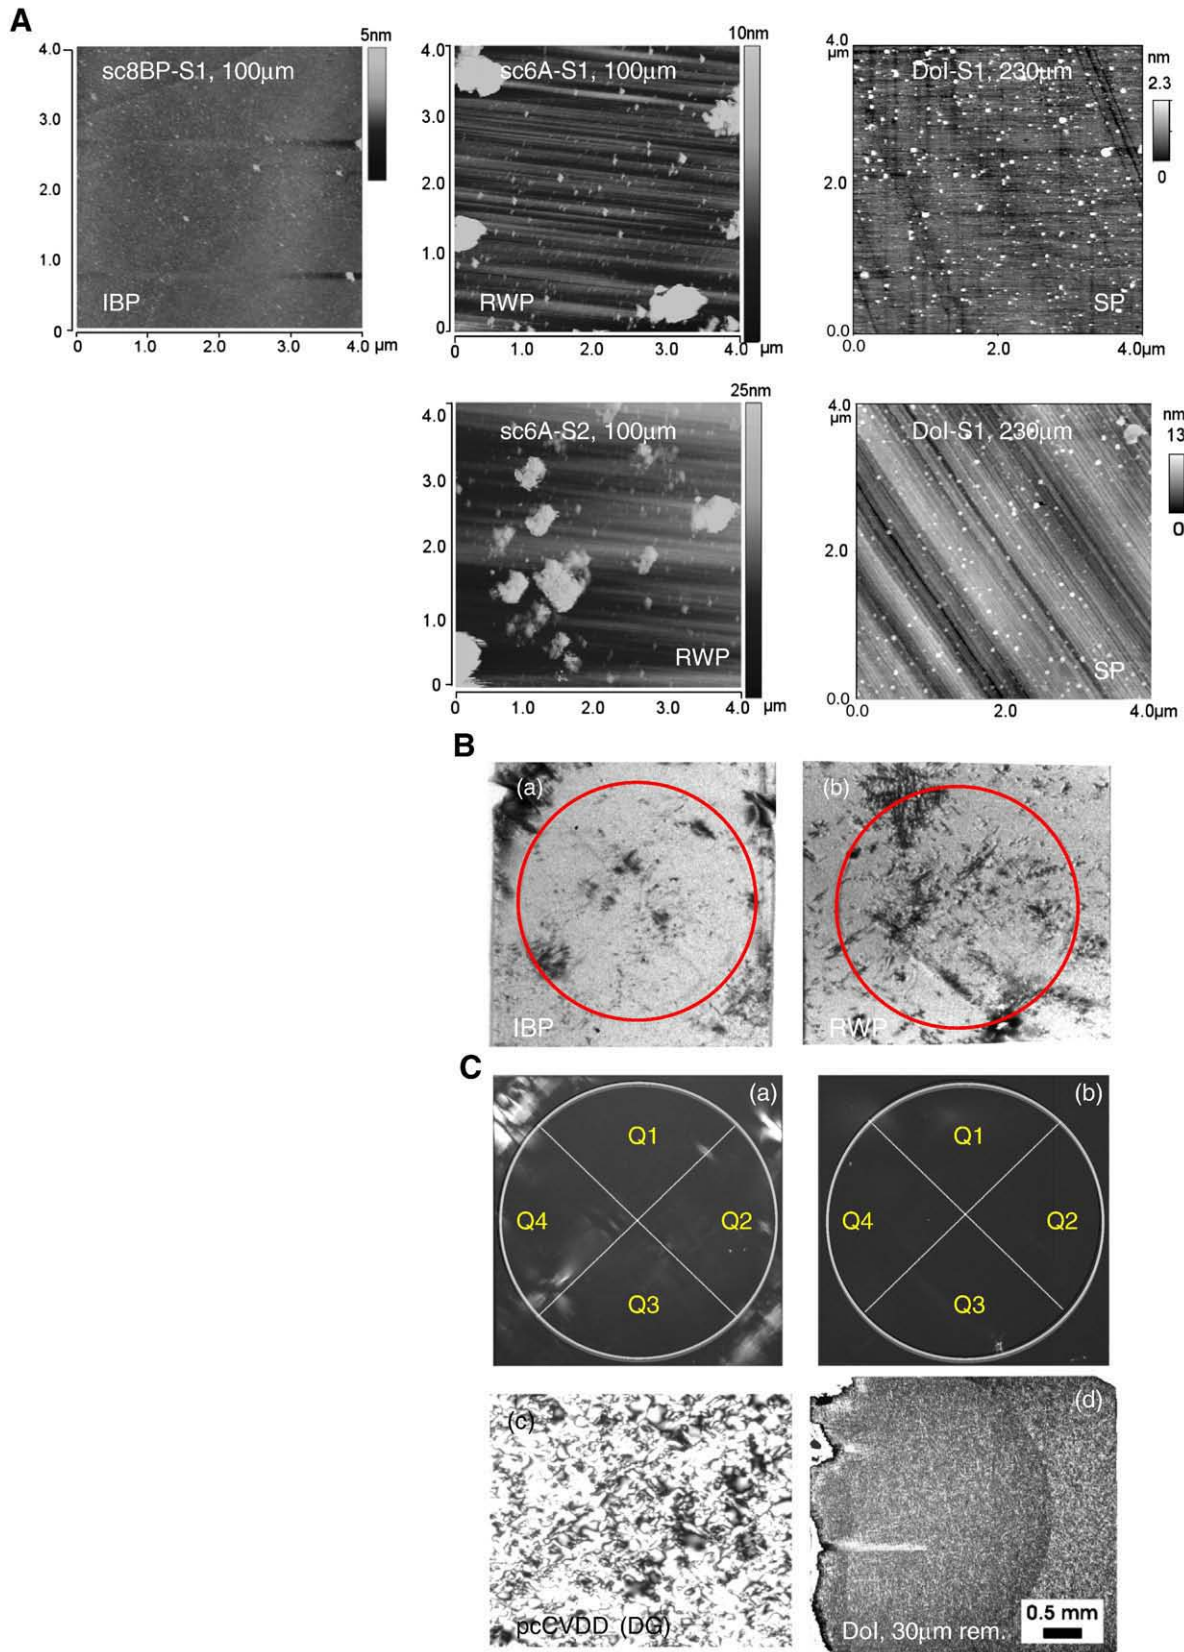 A
5nm
4.0
3.0
2.0
1.0
0
sc8BP-S1, 100µm
IBP
0 1.0 2.0 3.0 4.0 µm
10nm
4.0
3.0
2.0
1.0
0
sc6A-S1, 100µm
RWP
0 1.0 2.0 3.0 4.0 µm
4.0
µm
2.0
0.0
DoI-S1, 230µm
SP
nm
2.3
0
0.0 2.0 4.0µm
25nm
4.0
3.0
2.0
1.0
0
sc6A-S2, 100µm
RWP
0 1.0 2.0 3.0 4.0 µm
4.0
µm
2.0
0.0
DoI-S1, 230µm
SP
nm
13
0
0.0 2.0 4.0µm
B
(a)
IBP
(b)
RWP
C
(a)
Q1
Q4 Q2
Q3
(b)
Q1
Q4 Q2
Q3
(c)
pcCVDD (DG)
(d)
DoI, 30µm rem.
0.5 mm